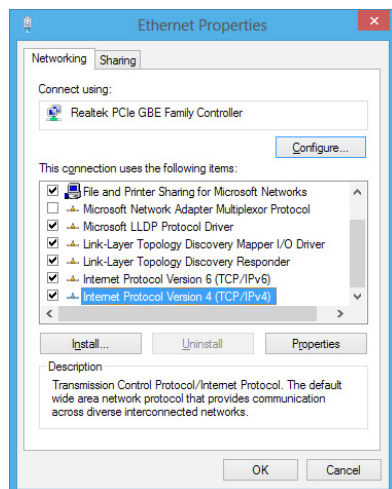 Ethernet Properties
Networking
Sharing
Connect using:
Realtek PCIe GBE Family Controller
Configure...
This connection uses the following items:
File and Printer Sharing for Microsoft Networks
Microsoft Network Adapter Multiplexor Protocol
Microsoft LLDP Protocol Driver
Link-Layer Topology Discovery Mapper I/O Driver
Link-Layer Topology Discovery Responder
Internet Protocol Version 6 (TCP/IPv6)
Internet Protocol Version 4 (TCP/IPv4)
Install...
Uninstall
Properties
Description
Transmission Control Protocol/Internet Protocol. The default
wide area network protocol that provides communication
across diverse interconnected networks.
OK
Cancel